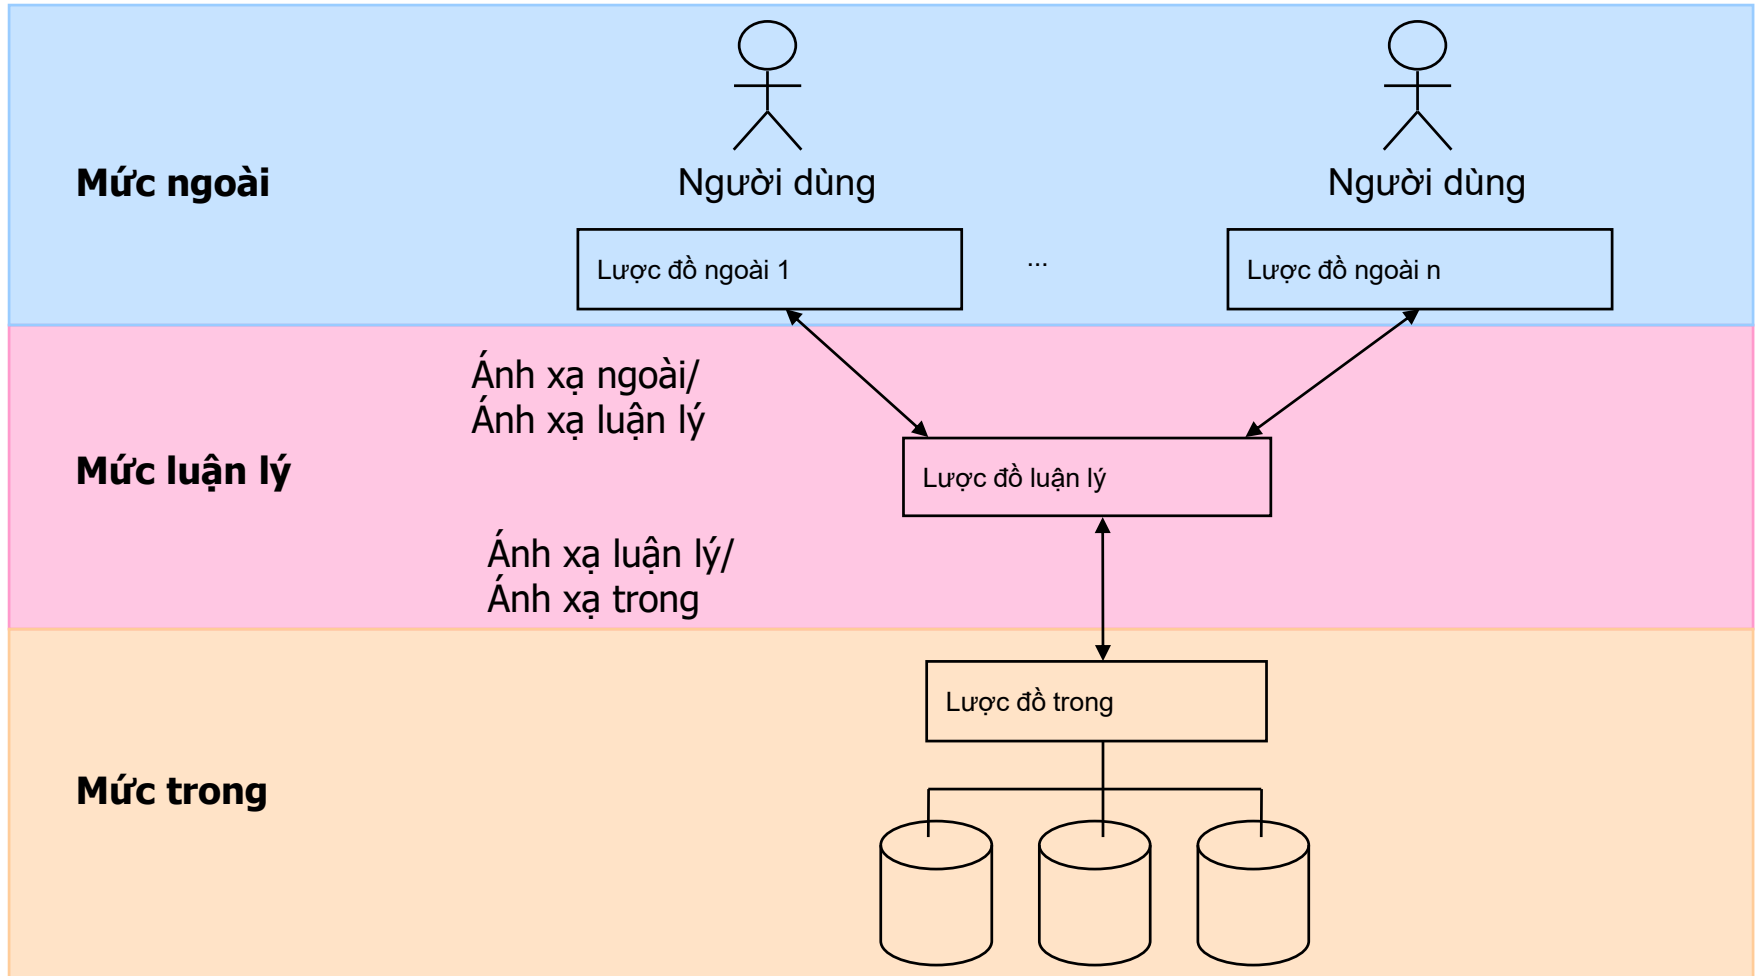 Người dùng
Người dùng
Mức ngoài
Lược đồ ngoài 1
...
Lược đồ ngoài n
Ánh xạ ngoài/
Ánh xạ luận lý
Mức luận lý
Lược đồ luận lý
Ánh xạ luận lý/
Ánh xạ trong
Lược đồ trong
Mức trong